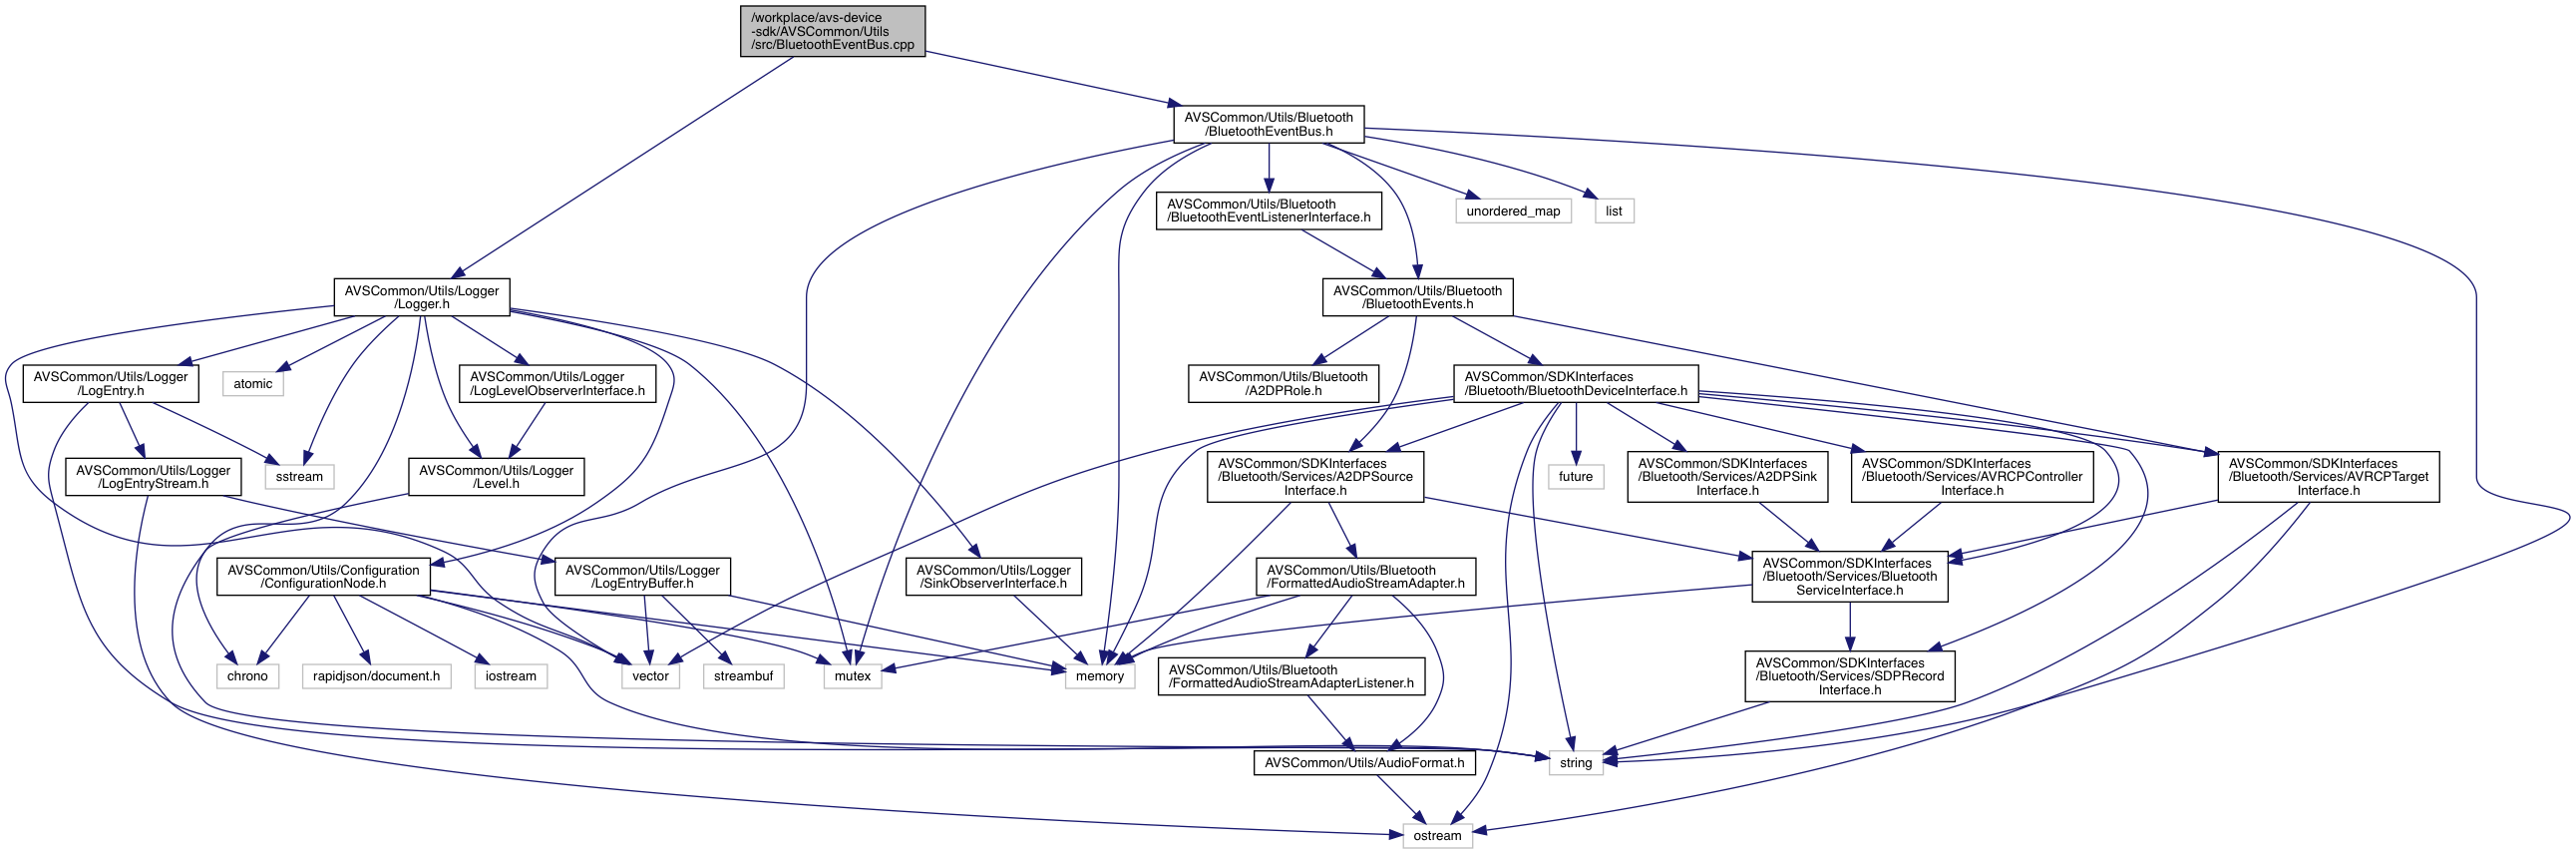 /workplace/avs-device
-sdk/AVSCommon/Utils
/src/BluetoothEventBus.cpp
AVSCommon/Utils/Bluetooth
/BluetoothEventBus.h
AVSCommon/Utils/Bluetooth
/BluetoothEventListenerInterface.h
unordered_map
list
AVSCommon/Utils/Logger
/Logger.h
AVSCommon/Utils/Bluetooth
/BluetoothEvents.h
AVSCommon/Utils/Logger
/LogEntry.h
atomic
AVSCommon/Utils/Logger
/LogLevelObserverInterface.h
AVSCommon/Utils/Bluetooth
/A2DPRole.h
AVSCommon/SDKInterfaces
/Bluetooth/BluetoothDeviceInterface.h
AVSCommon/Utils/Logger
/LogEntryStream.h
sstream
AVSCommon/Utils/Logger
/Level.h
AVSCommon/SDKInterfaces
/Bluetooth/Services/A2DPSource
Interface.h
future
AVSCommon/SDKInterfaces
/Bluetooth/Services/A2DPSink
Interface.h
AVSCommon/SDKInterfaces
/Bluetooth/Services/AVRCPController
Interface.h
AVSCommon/SDKInterfaces
/Bluetooth/Services/AVRCPTarget
Interface.h
AVSCommon/Utils/Configuration
/ConfigurationNode.h
AVSCommon/Utils/Logger
/LogEntryBuffer.h
AVSCommon/Utils/Logger
/SinkObserverInterface.h
AVSCommon/Utils/Bluetooth
/FormattedAudioStreamAdapter.h
AVSCommon/SDKInterfaces
/Bluetooth/Services/Bluetooth
ServiceInterface.h
chrono
rapidjson/document.h
iostream
vector
streambuf
mutex
memory
AVSCommon/Utils/Bluetooth
/FormattedAudioStreamAdapterListener.h
AVSCommon/SDKInterfaces
/Bluetooth/Services/SDPRecord
Interface.h
AVSCommon/Utils/AudioFormat.h
string
ostream